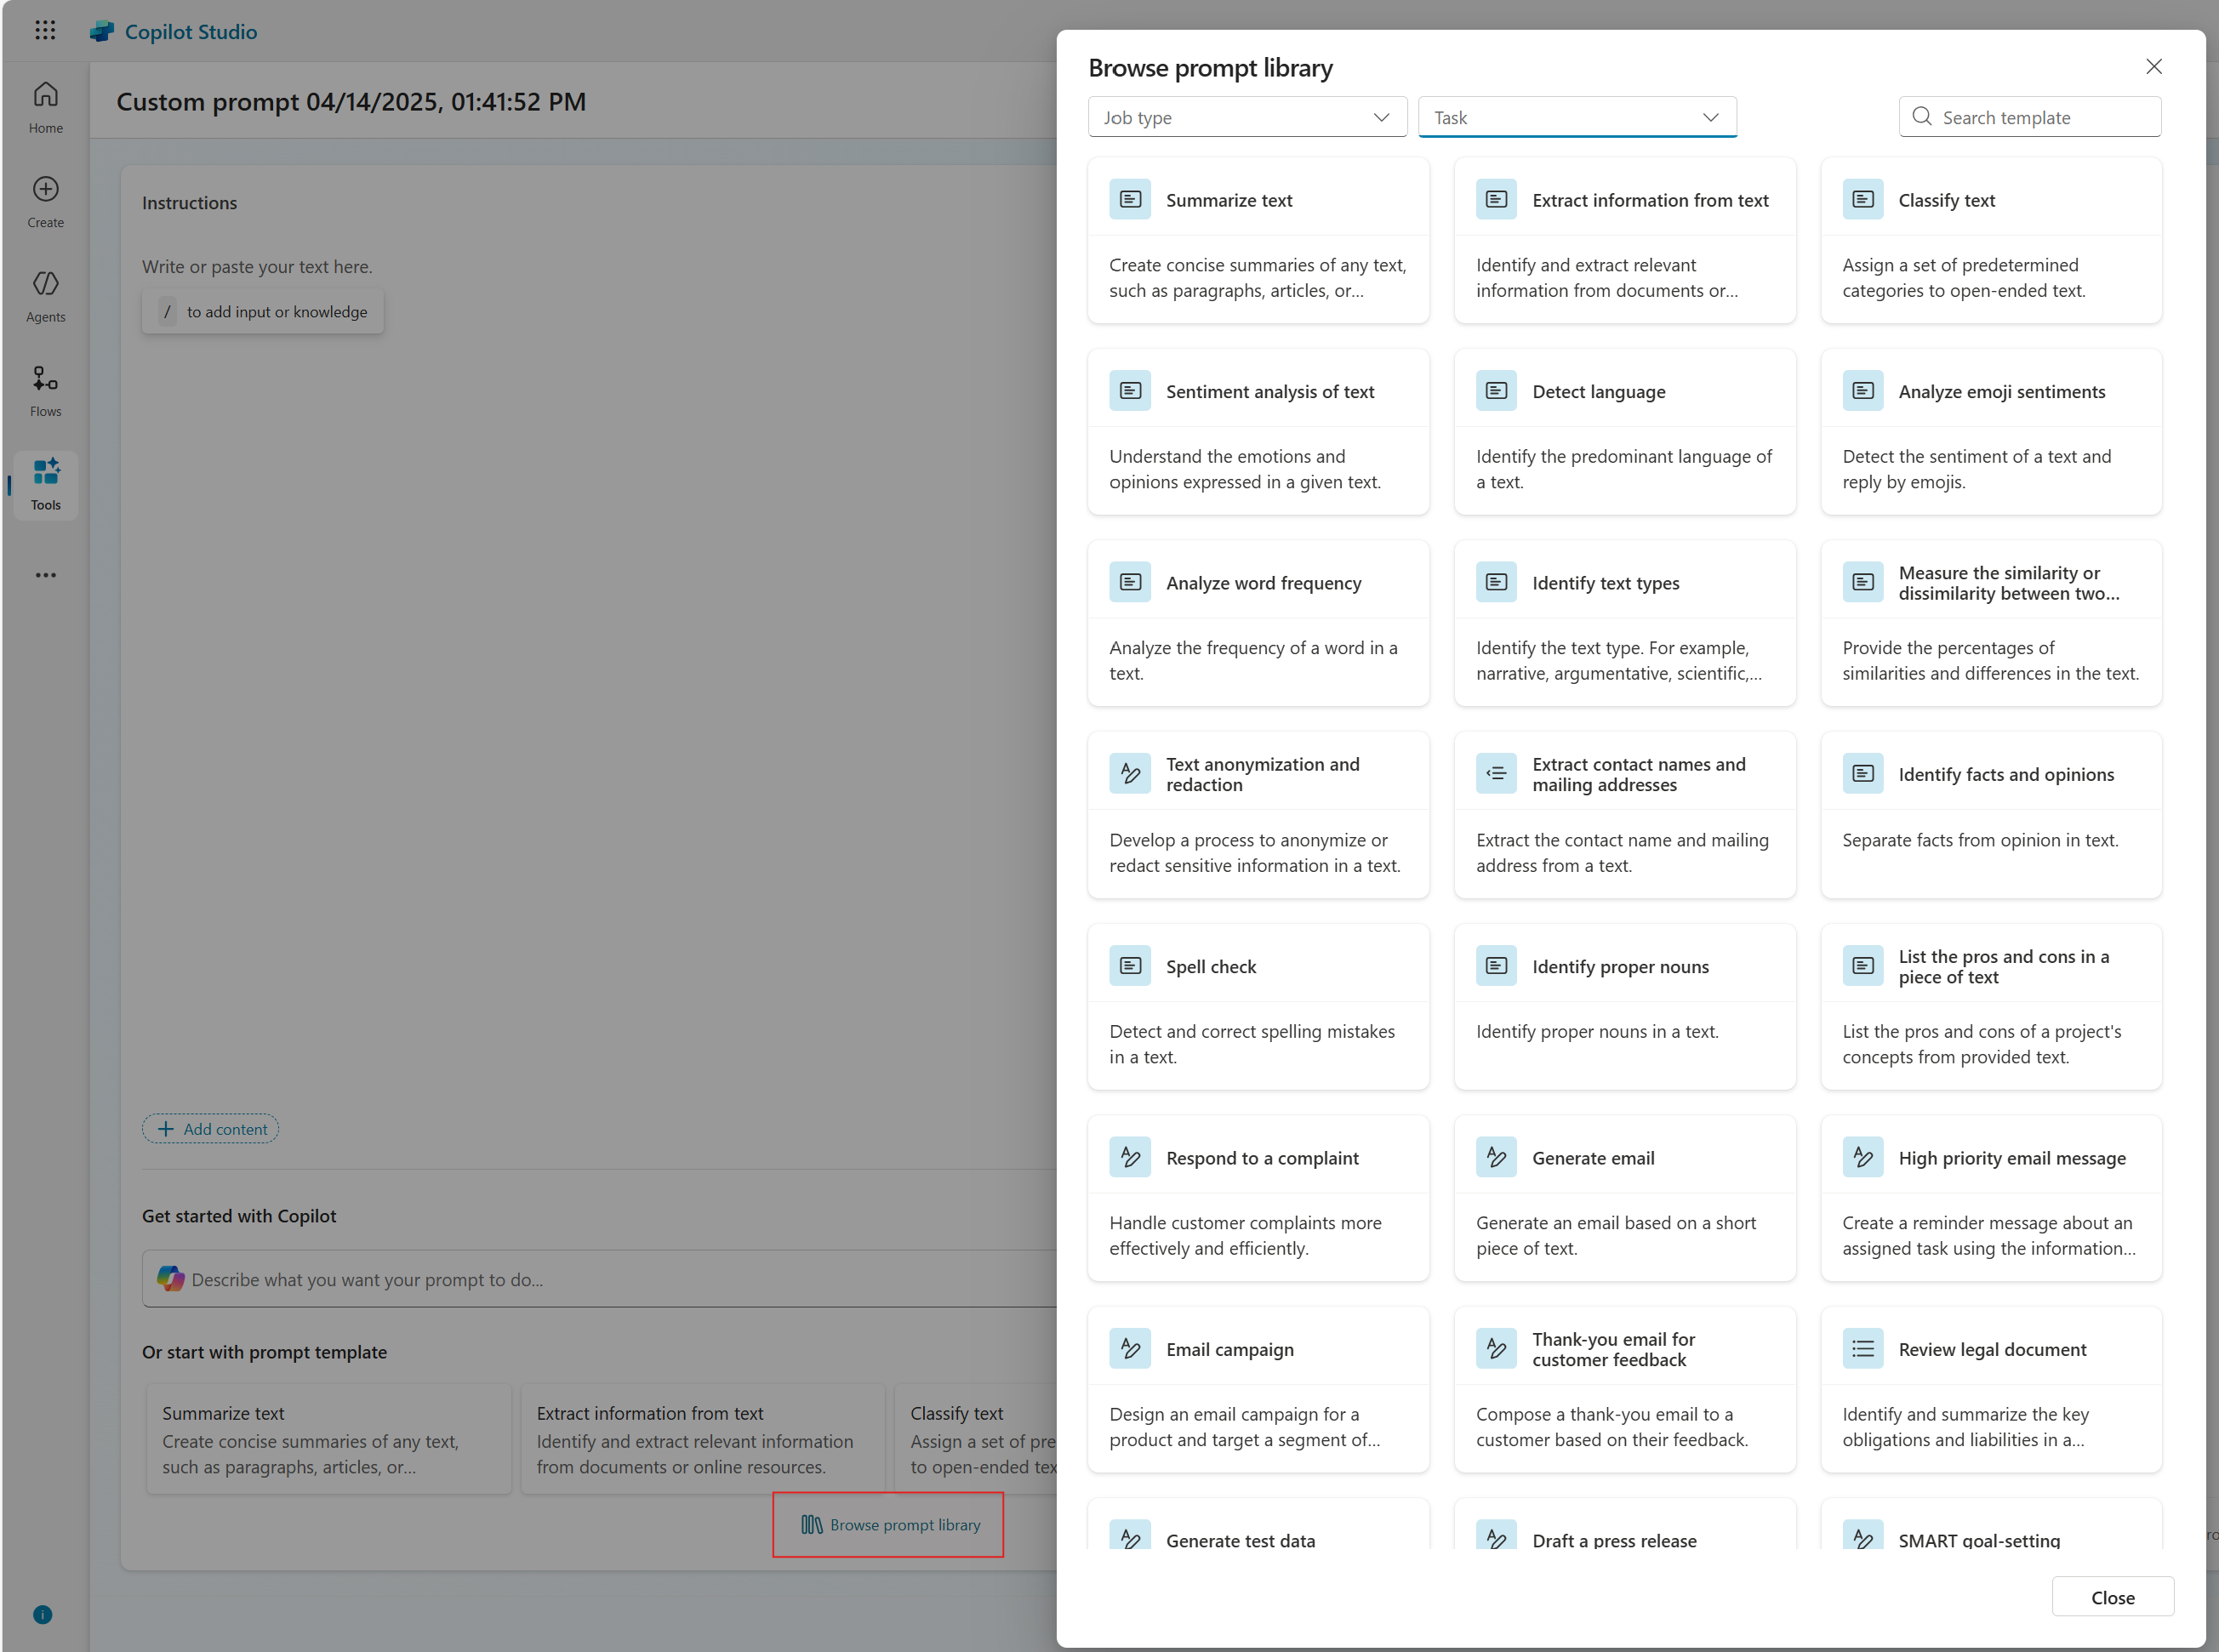 Copilot Studio
Home
Create
Agents
Flows
Tools
Custom prompt 04/14/2025, 01:41:52 PM
Instructions
Write or paste your text here.
/ to add input or knowledge
Add content
Get started with Copilot
Describe what you want your prompt to do...
Or start with prompt template
Summarize text
Create concise summaries of any text,
such as paragraphs, articles, or...
Extract information from text
Identify and extract relevant information
from documents or online resources.
Classify text
Assign a set of pre
to open-ended tex
Browse prompt library
Browse prompt library
Job type
Task
Search template
Summarize text
Create concise summaries of any text,
such as paragraphs, articles, or...
Extract information from text
Identify and extract relevant
information from documents or...
Classify text
Assign a set of predetermined
categories to open-ended text.
Sentiment analysis of text
Understand the emotions and
opinions expressed in a given text.
Detect language
Identify the predominant language of
a text.
Analyze emoji sentiments
Detect the sentiment of a text and
reply by emojis.
Analyze word frequency
Analyze the frequency of a word in a
text.
Identify text types
Identify the text type. For example,
narrative, argumentative, scientific,...
Measure the similarity or
dissimilarity between two...
Provide the percentages of
similarities and differences in the text.
Text anonymization and
redaction
Develop a process to anonymize or
redact sensitive information in a text.
Extract contact names and
mailing addresses
Extract the contact name and mailing
address from a text.
Identify facts and opinions
Separate facts from opinion in text.
Spell check
Detect and correct spelling mistakes
in a text.
Identify proper nouns
Identify proper nouns in a text.
List the pros and cons in a
piece of text
List the pros and cons of a project's
concepts from provided text.
Respond to a complaint
Handle customer complaints more
effectively and efficiently.
Generate email
Generate an email based on a short
piece of text.
High priority email message
Create a reminder message about an
assigned task using the information...
Email campaign
Design an email campaign for a
product and target a segment of...
Thank-you email for
customer feedback
Compose a thank-you email to a
customer based on their feedback.
Review legal document
Identify and summarize the key
obligations and liabilities in a...
Generate test data
Draft a press release
SMART goal-setting
Close